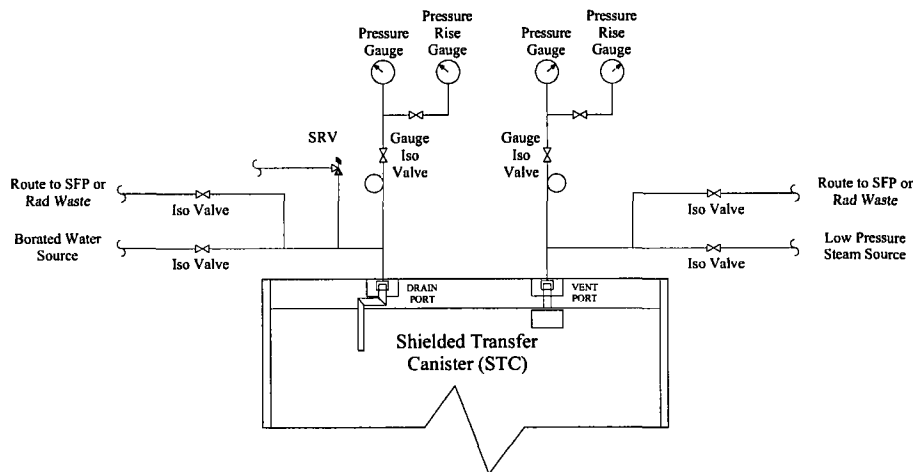 Pressure
Gauge
Pressure
Rise
Gauge
Pressure
Gauge
Pressure
Rise
Gauge
SRV
Gauge
Iso
Valve
Gauge
Iso
Valve
Route to SFP or
Rad Waste
Iso Valve
Iso Valve
Route to SFP or
Rad Waste
Borated Water
Source
Iso Valve
Iso Valve
Low Pressure
Steam Source
DRAIN
PORT
VENT
PORT
Shielded Transfer
Canister (STC)